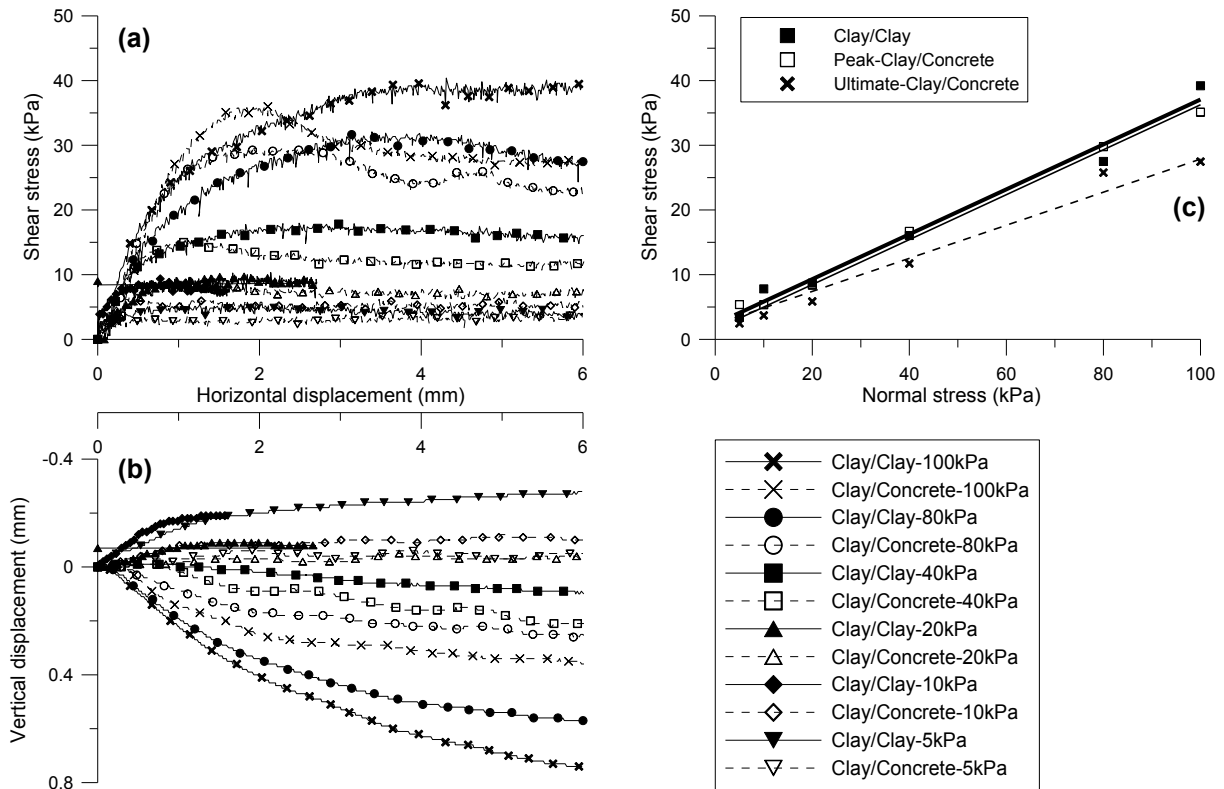 50
40
30
20
10
0
Shear stress (kPa)
(a)
0 2 4 6
Horizontal displacement (mm)
0 2 4 6
-0.4
0
0.4
0.8
Vertical displacement (mm)
(b)
50
40
30
20
10
0
Shear stress (kPa)
Clay/Clay
Peak-Clay/Concrete
Ultimate-Clay/Concrete
(c)
0 20 40 60 80 100
Normal stress (kPa)
Clay/Clay-100kPa
Clay/Concrete-100kPa
Clay/Clay-80kPa
Clay/Concrete-80kPa
Clay/Clay-40kPa
Clay/Concrete-40kPa
Clay/Clay-20kPa
Clay/Concrete-20kPa
Clay/Clay-10kPa
Clay/Concrete-10kPa
Clay/Clay-5kPa
Clay/Concrete-5kPa